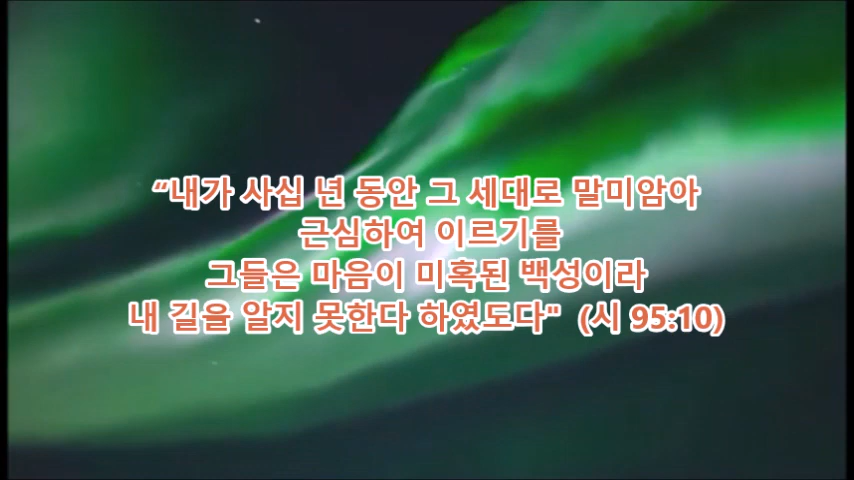 “내가 사십 년 동안 그 세대로 말미암아
근심하여 이르기를
그들은 마음이 미혹된 백성이라
내 길을 알지 못한다 하였도다" (시 95:10)